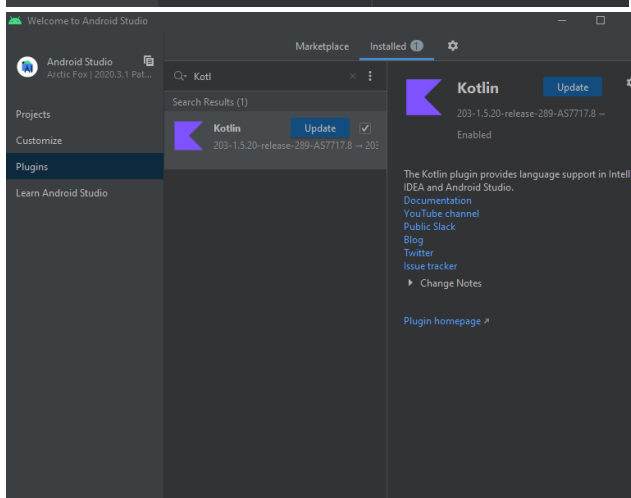 Welcome to Android Studio
Android Studio
Arctic Fox | 2020.3.1 Pat...
Projects
Customize
Plugins
Learn Android Studio
Marketplace Installed 1
Kotl
Search Results (1)
Kotlin Update
203-1.5.20-release-289-AS7717.8 → 203
Kotlin Update
203-1.5.20-release-289-AS7717.8 →
Enabled
The Kotlin plugin provides language support in Intell
IDEA and Android Studio.
Documentation
YouTube channel
Public Slack
Blog
Twitter
Issue tracker
Change Notes
Plugin homepage ↗